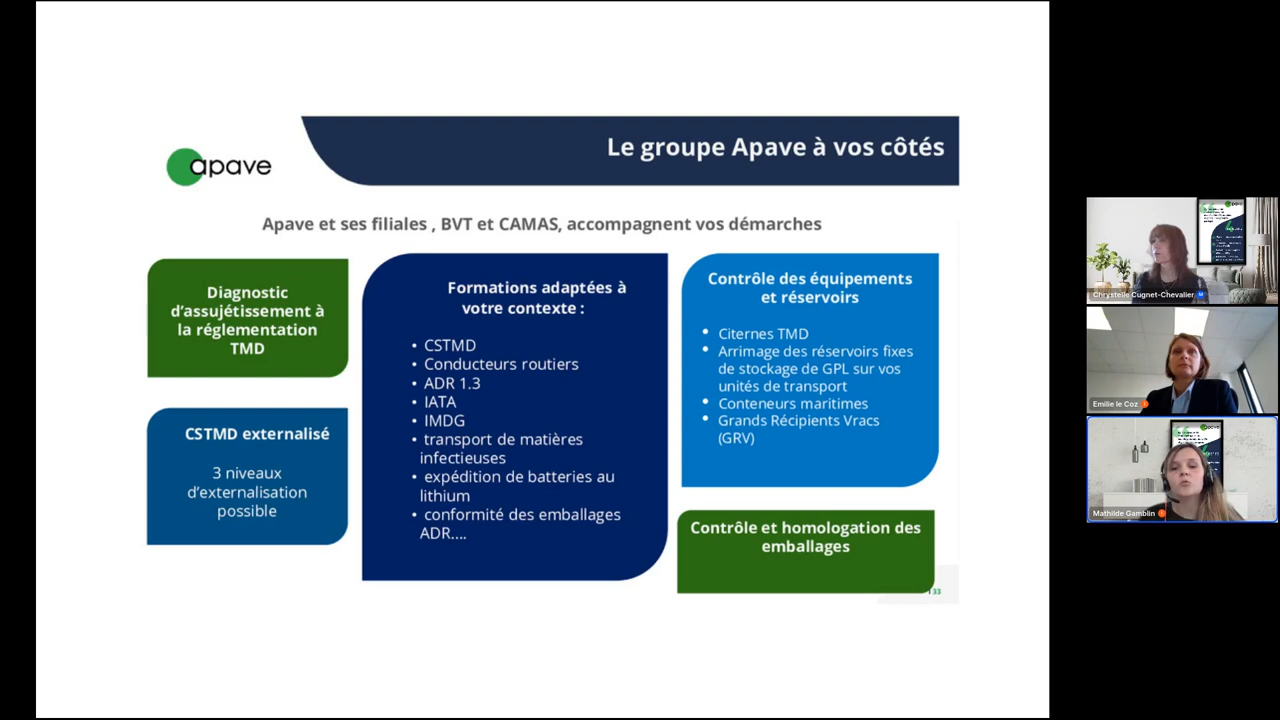 apave
Le groupe Apave à vos côtés
Apave et ses filiales , BVT et CAMAS, accompagnent vos démarches
Diagnostic
d'assujétissement à
la réglementation
TMD
CSTMD externalisé
3 niveaux
d'externalisation
possible
Formations adaptées à
votre contexte :
• CSTMD
• Conducteurs routiers
• ADR 1.3
• IATA
• IMDG
• transport de matières
infectieuses
• expédition de batteries au
lithium
• conformité des emballages
ADR....
Contrôle des équipements
et réservoirs
• Citernes TMD
• Arrimage des réservoirs fixes
de stockage de GPL sur vos
unités de transport
• Conteneurs maritimes
• Grands Récipients Vracs
(GRV)
Contrôle et homologation des
emballages
33
Chrystelle Cugnet-Chevalier
Emilie le Coz
apave
Mathilde Gamblin